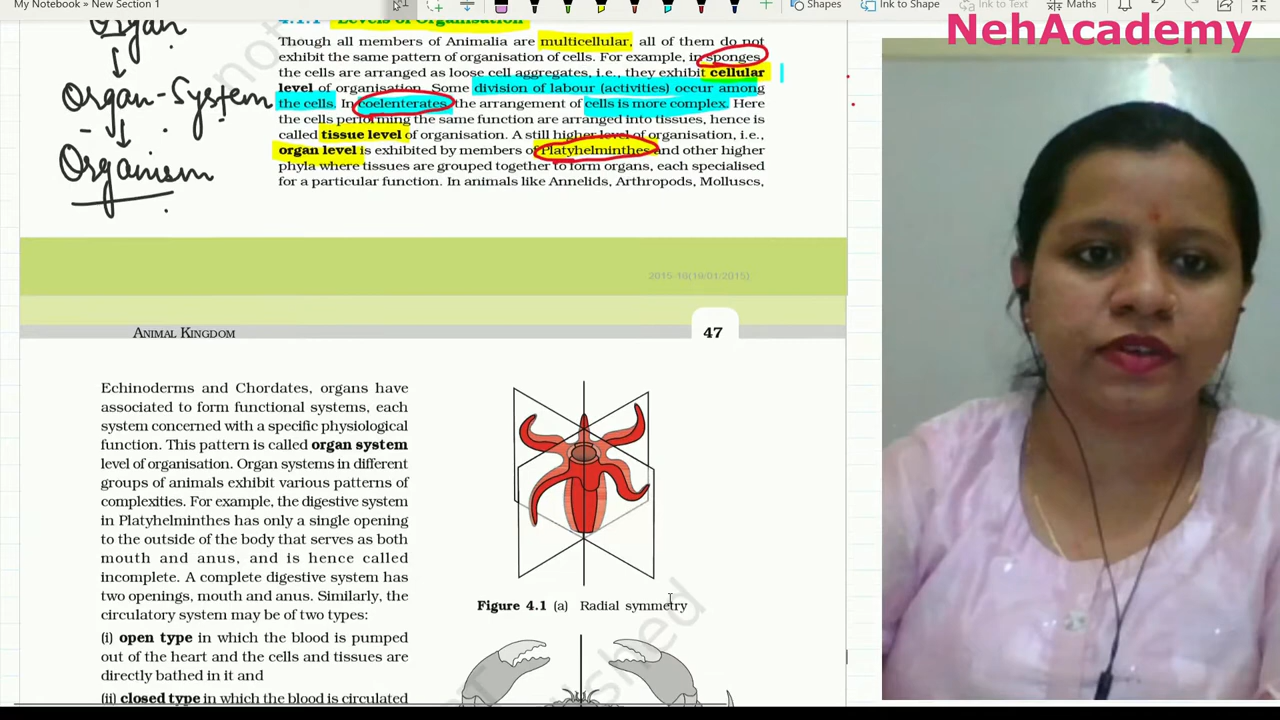 My Notebook » New Section 1
Shapes
Ink to Shape
Ink to Text
Maths
NehAcademy
Organ
Organ-System
Organism
4.1.1 Levels of Organisation
Though all members of Animalia are multicellular, all of them do not
exhibit the same pattern of organisation of cells. For example, in sponges,
the cells are arranged as loose cell aggregates, i.e., they exhibit cellular
level of organisation. Some division of labour (activities) occur among
the cells. In coelenterates, the arrangement of cells is more complex. Here
the cells performing the same function are arranged into tissues, hence is
called tissue level of organisation. A still higher level of organisation, i.e.,
organ level is exhibited by members of Platyhelminthes and other higher
phyla where tissues are grouped together to form organs, each specialised
for a particular function. In animals like Annelids, Arthropods, Molluscs,
2015-16(19/01/2015)
ANIMAL KINGDOM
47
Echinoderms and Chordates, organs have
associated to form functional systems, each
system concerned with a specific physiological
function. This pattern is called organ system
level of organisation. Organ systems in different
groups of animals exhibit various patterns of
complexities. For example, the digestive system
in Platyhelminthes has only a single opening
to the outside of the body that serves as both
mouth and anus, and is hence called
incomplete. A complete digestive system has
two openings, mouth and anus. Similarly, the
circulatory system may be of two types:
(i) open type in which the blood is pumped
out of the heart and the cells and tissues are
directly bathed in it and
(ii) closed type in which the blood is circulated
Figure 4.1 (a) Radial symmetry